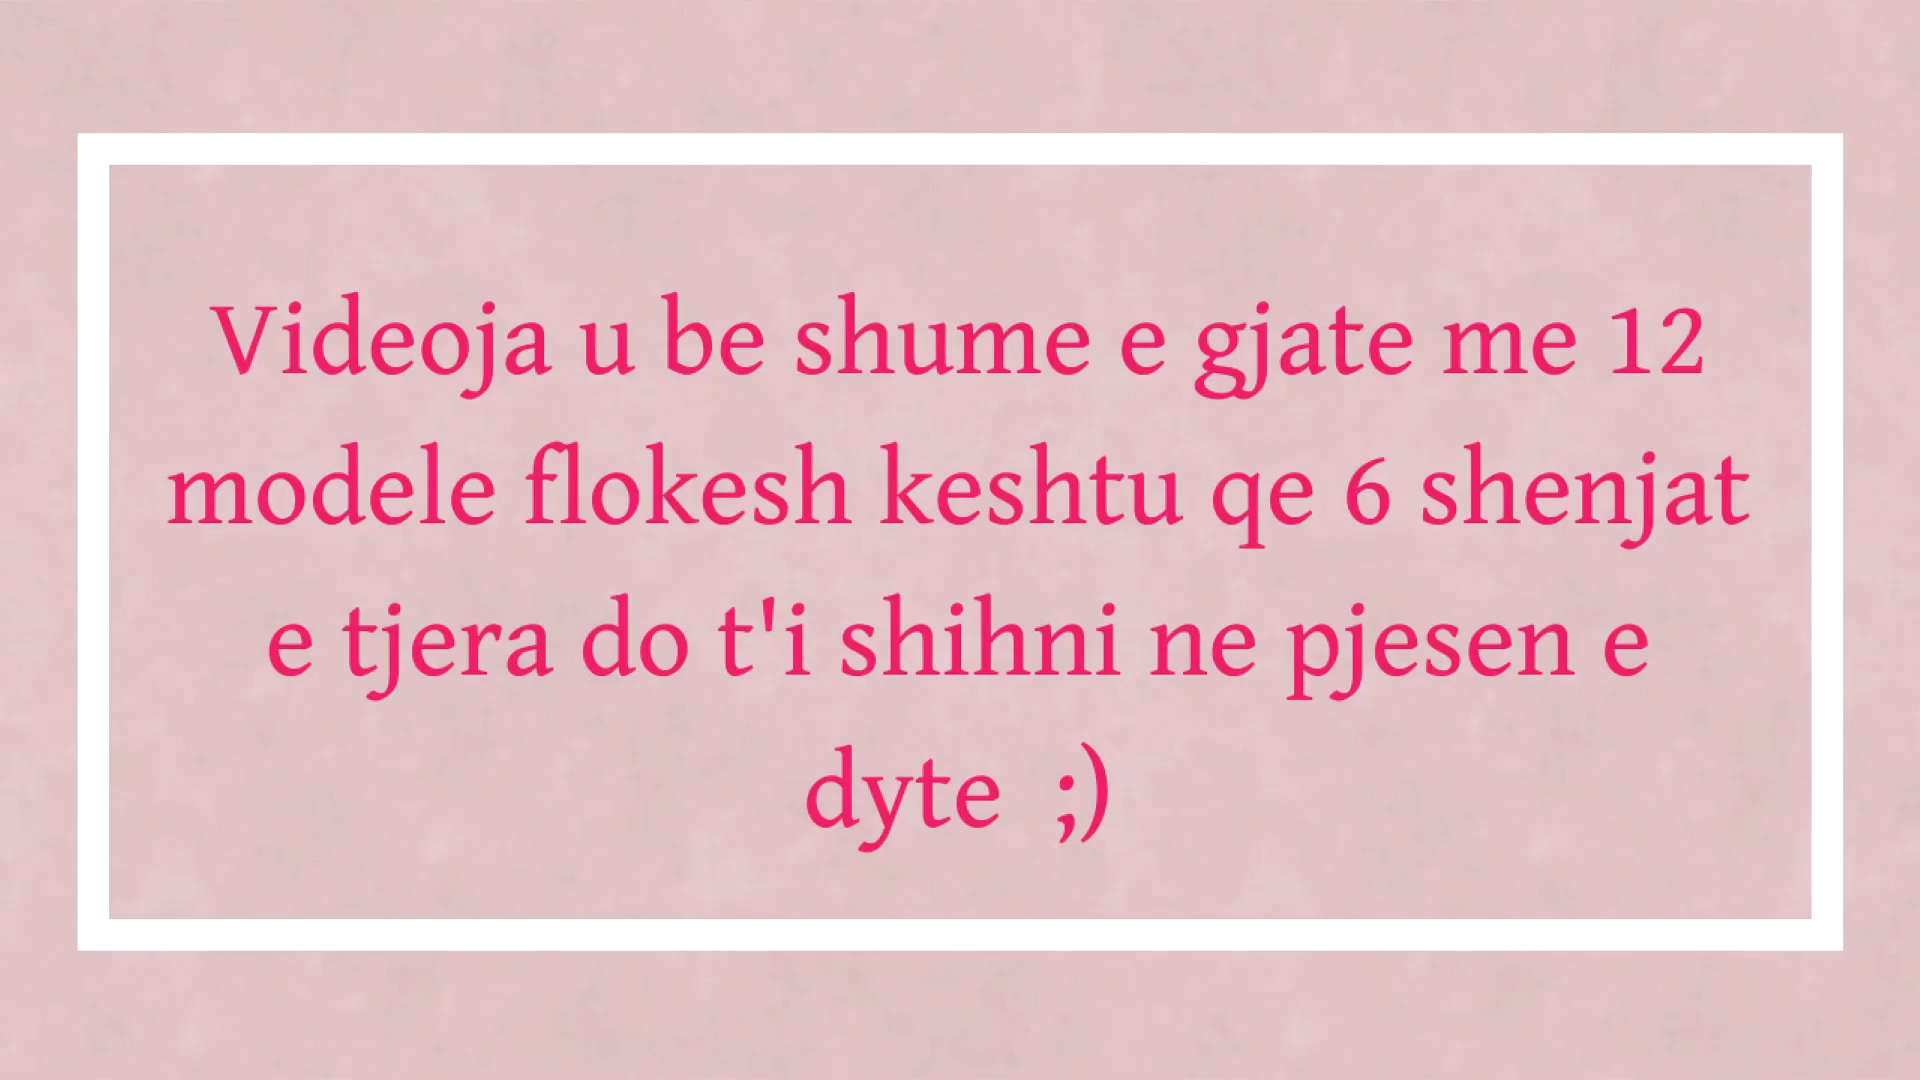 Videoja u be shume e gjate me 12
modele flokesh keshtu qe 6 shenjat
e tjera do t'i shihni ne pjesen e
dyte  ;)